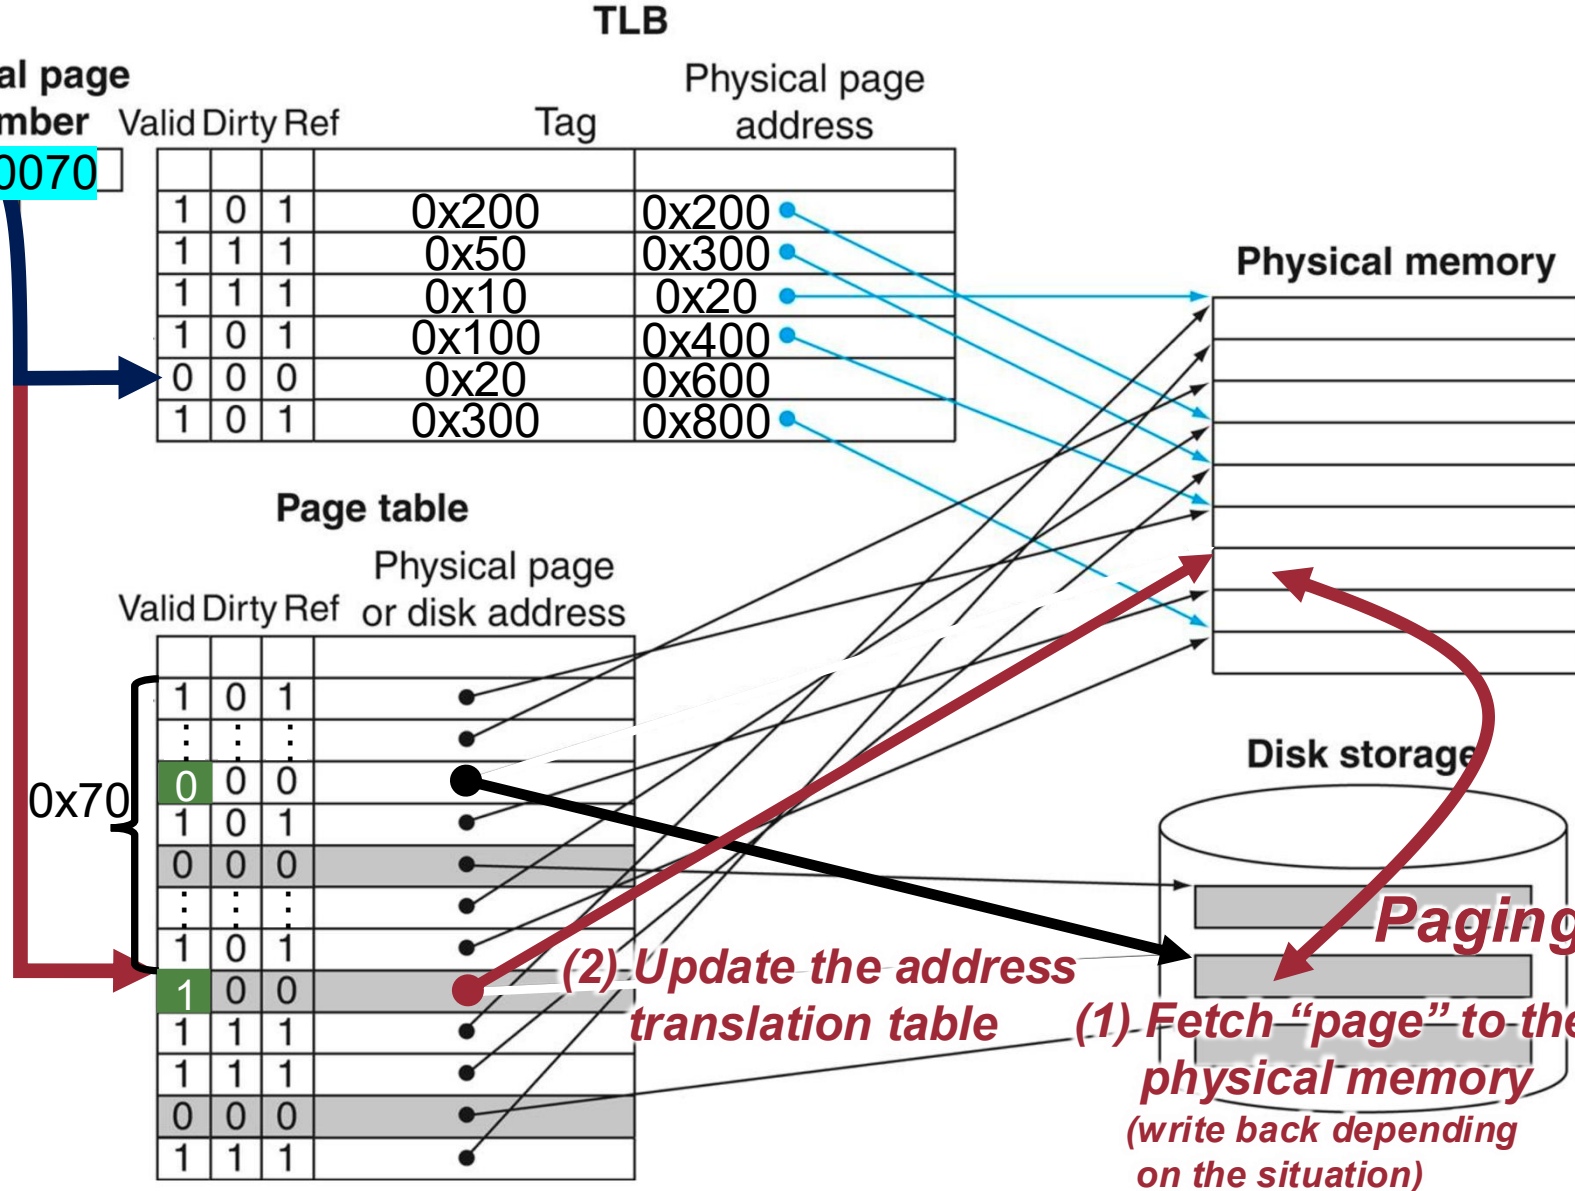 TLB
al page
mber
Valid Dirty Ref Tag Physical page address
0070
1 0 1 0x200 0x200
1 1 1 0x50 0x300
1 1 1 0x10 0x20
1 0 1 0x100 0x400
0 0 0 0x20 0x600
1 0 1 0x300 0x800
Physical memory
Page table
Physical page
Valid Dirty Ref or disk address
1 0 1
⋮ ⋮ ⋮
0 0 0
0x70
1 0 1
0 0 0
⋮ ⋮ ⋮
1 0 1
1 0 0
1 1 1
1 1 1
0 0 0
1 1 1
Disk storage
Paging
(2) Update the address
translation table
(1) Fetch “page” to the
physical memory
(write back depending
on the situation)